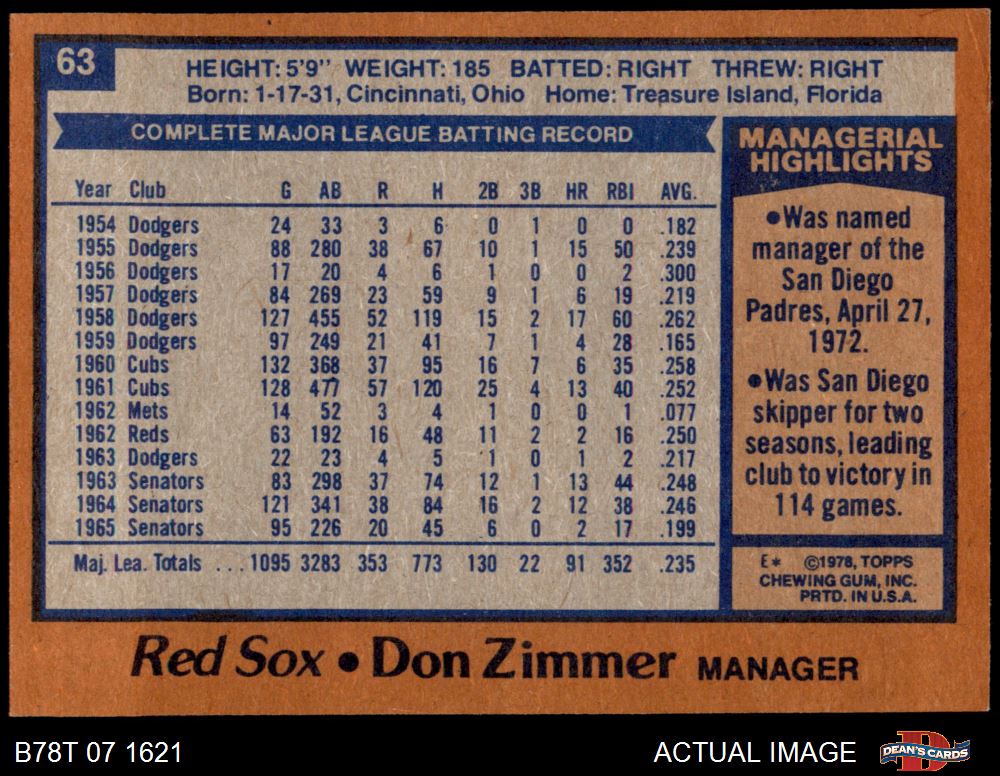 63
HEIGHT: 5'9" WEIGHT: 185 BATTED: RIGHT THREW: RIGHT
Born: 1-17-31, Cincinnati, Ohio Home: Treasure Island, Florida
COMPLETE MAJOR LEAGUE BATTING RECORD
Year Club G AB R H 2B 3B HR RBI AVG.
1954 Dodgers 24 33 3 6 0 1 0 0 .182
1955 Dodgers 88 280 38 67 10 1 15 50 .239
1956 Dodgers 17 20 4 6 1 0 0 2 .300
1957 Dodgers 84 269 23 59 9 1 6 19 .219
1958 Dodgers 127 455 52 119 15 2 17 60 .262
1959 Dodgers 97 249 21 41 7 1 4 28 .165
1960 Cubs 132 368 37 95 16 7 6 35 .258
1961 Cubs 128 477 57 120 25 4 13 40 .252
1962 Mets 14 52 3 4 1 0 0 1 .077
1962 Reds 63 192 16 48 11 2 2 16 .250
1963 Dodgers 22 23 4 5 1 0 1 2 .217
1963 Senators 83 298 37 74 12 1 13 44 .248
1964 Senators 121 341 38 84 16 2 12 38 .246
1965 Senators 95 226 20 45 6 0 2 17 .199
Maj. Lea. Totals ... 1095 3283 353 773 130 22 91 352 .235
MANAGERIAL
HIGHLIGHTS
•Was named
manager of the
San Diego
Padres, April 27,
1972.
•Was San Diego
skipper for two
seasons, leading
club to victory in
114 games.
E* ©1978, TOPPS
CHEWING GUM, INC.
PRTD. IN U.S.A.
Red Sox • Don Zimmer MANAGER
B78T 07 1621
ACTUAL IMAGE
D
DEAN'S CARDS